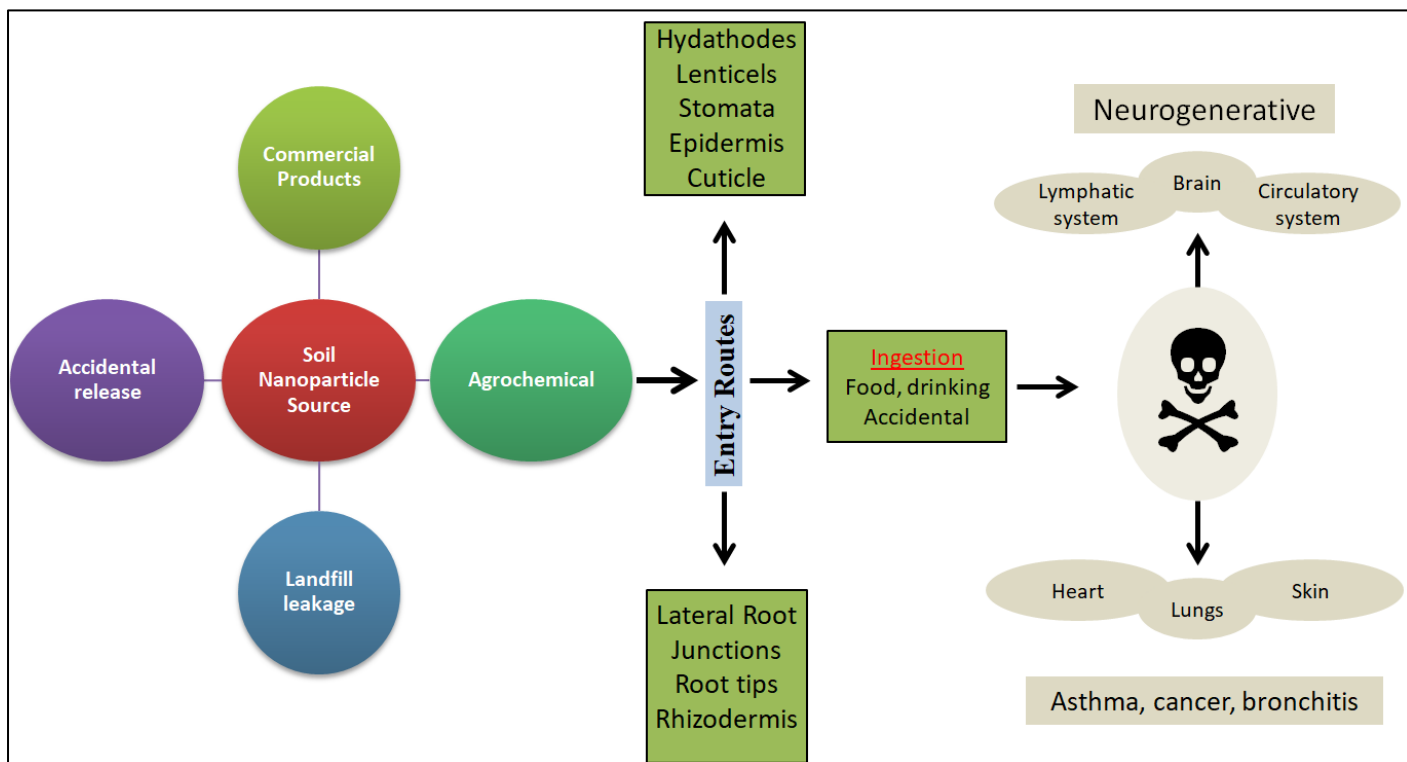 Commercial
Products
Accidental
release
Soil
Nanoparticle
Source
Agrochemical
Landfill
leakage
Entry Routes
Hydathodes
Lenticels
Stomata
Epidermis
Cuticle
Lateral Root
Junctions
Root tips
Rhizodermis
Ingestion
Food, drinking
Accidental
Neurogenerative
Lymphatic
system
Brain
Circulatory
system
Heart
Lungs
Skin
Asthma, cancer, bronchitis